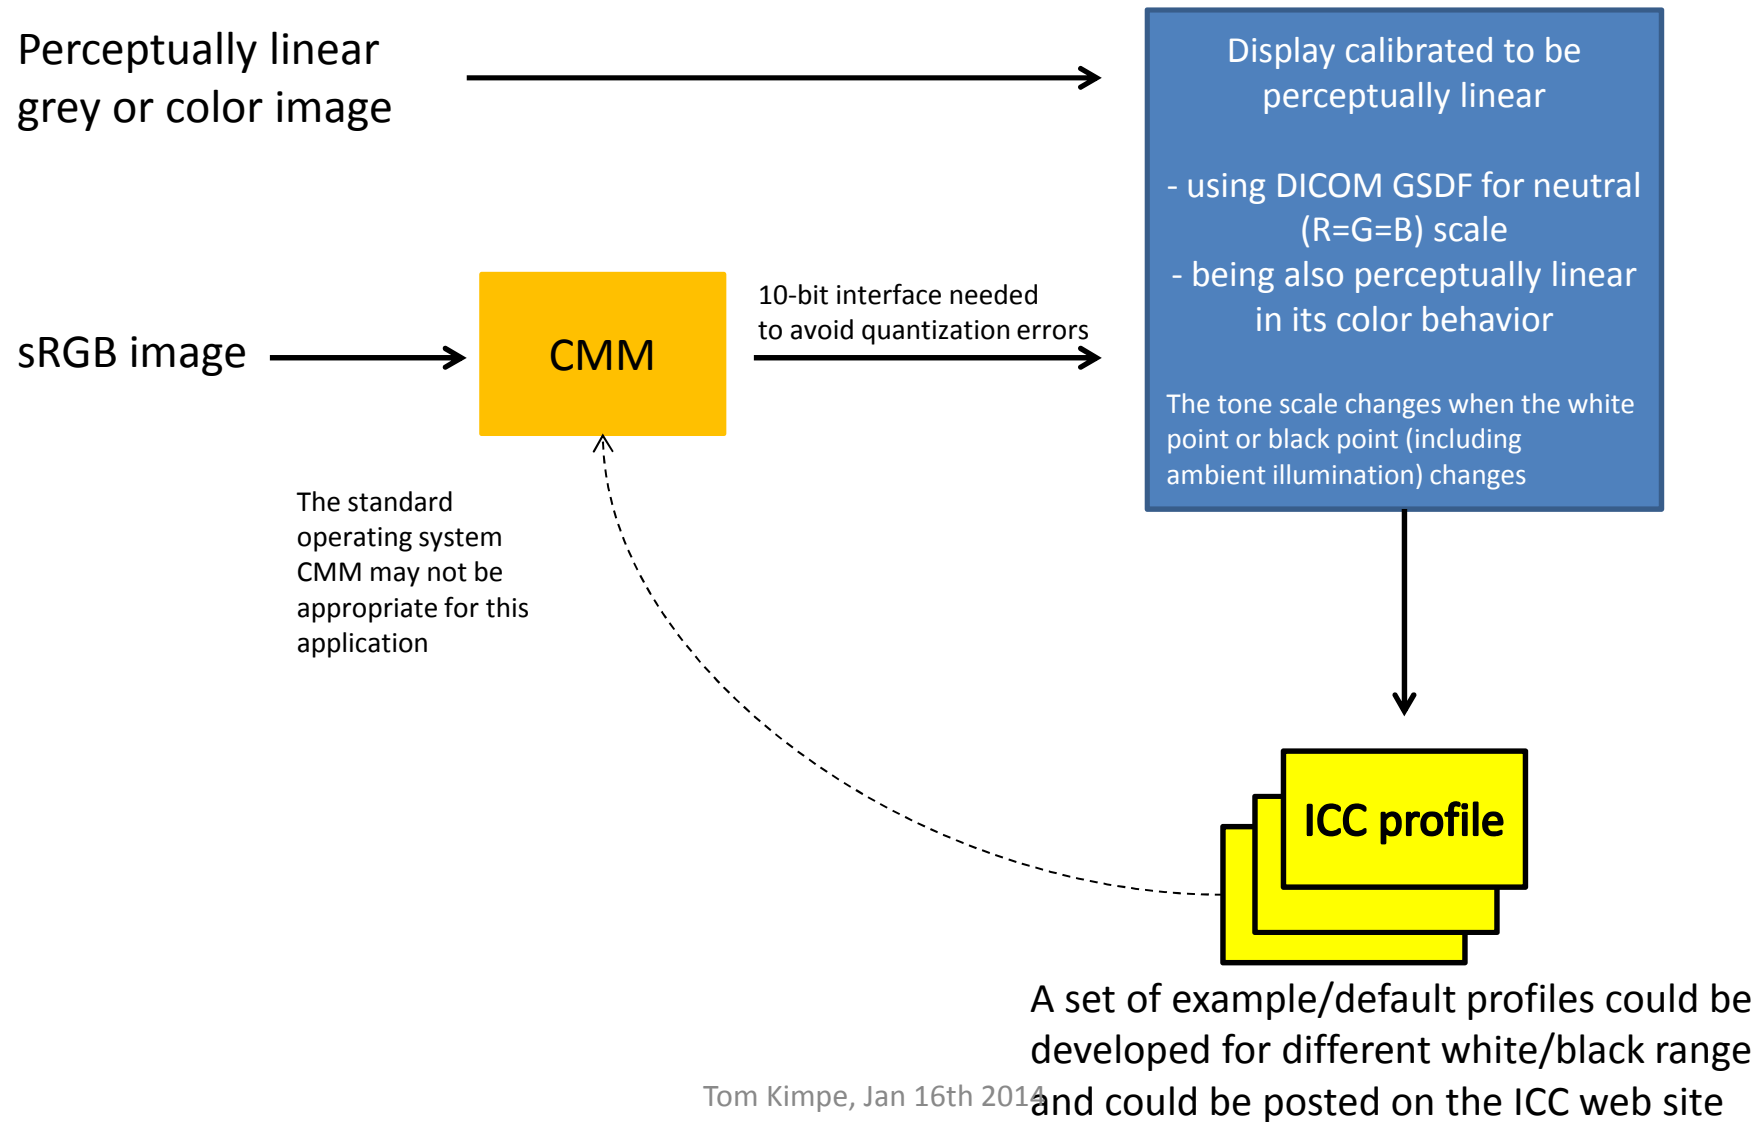 Perceptually linear
grey or color image
Display calibrated to be
perceptually linear
- using DICOM GSDF for neutral
(R=G=B) scale
- being also perceptually linear
in its color behavior
The tone scale changes when the white
point or black point (including
ambient illumination) changes
sRGB image
CMM
10-bit interface needed
to avoid quantization errors
The standard
operating system
CMM may not be
appropriate for this
application
ICC profile
A set of example/default profiles could be
developed for different white/black range
and could be posted on the ICC web site
Tom Kimpe, Jan 16th 2014